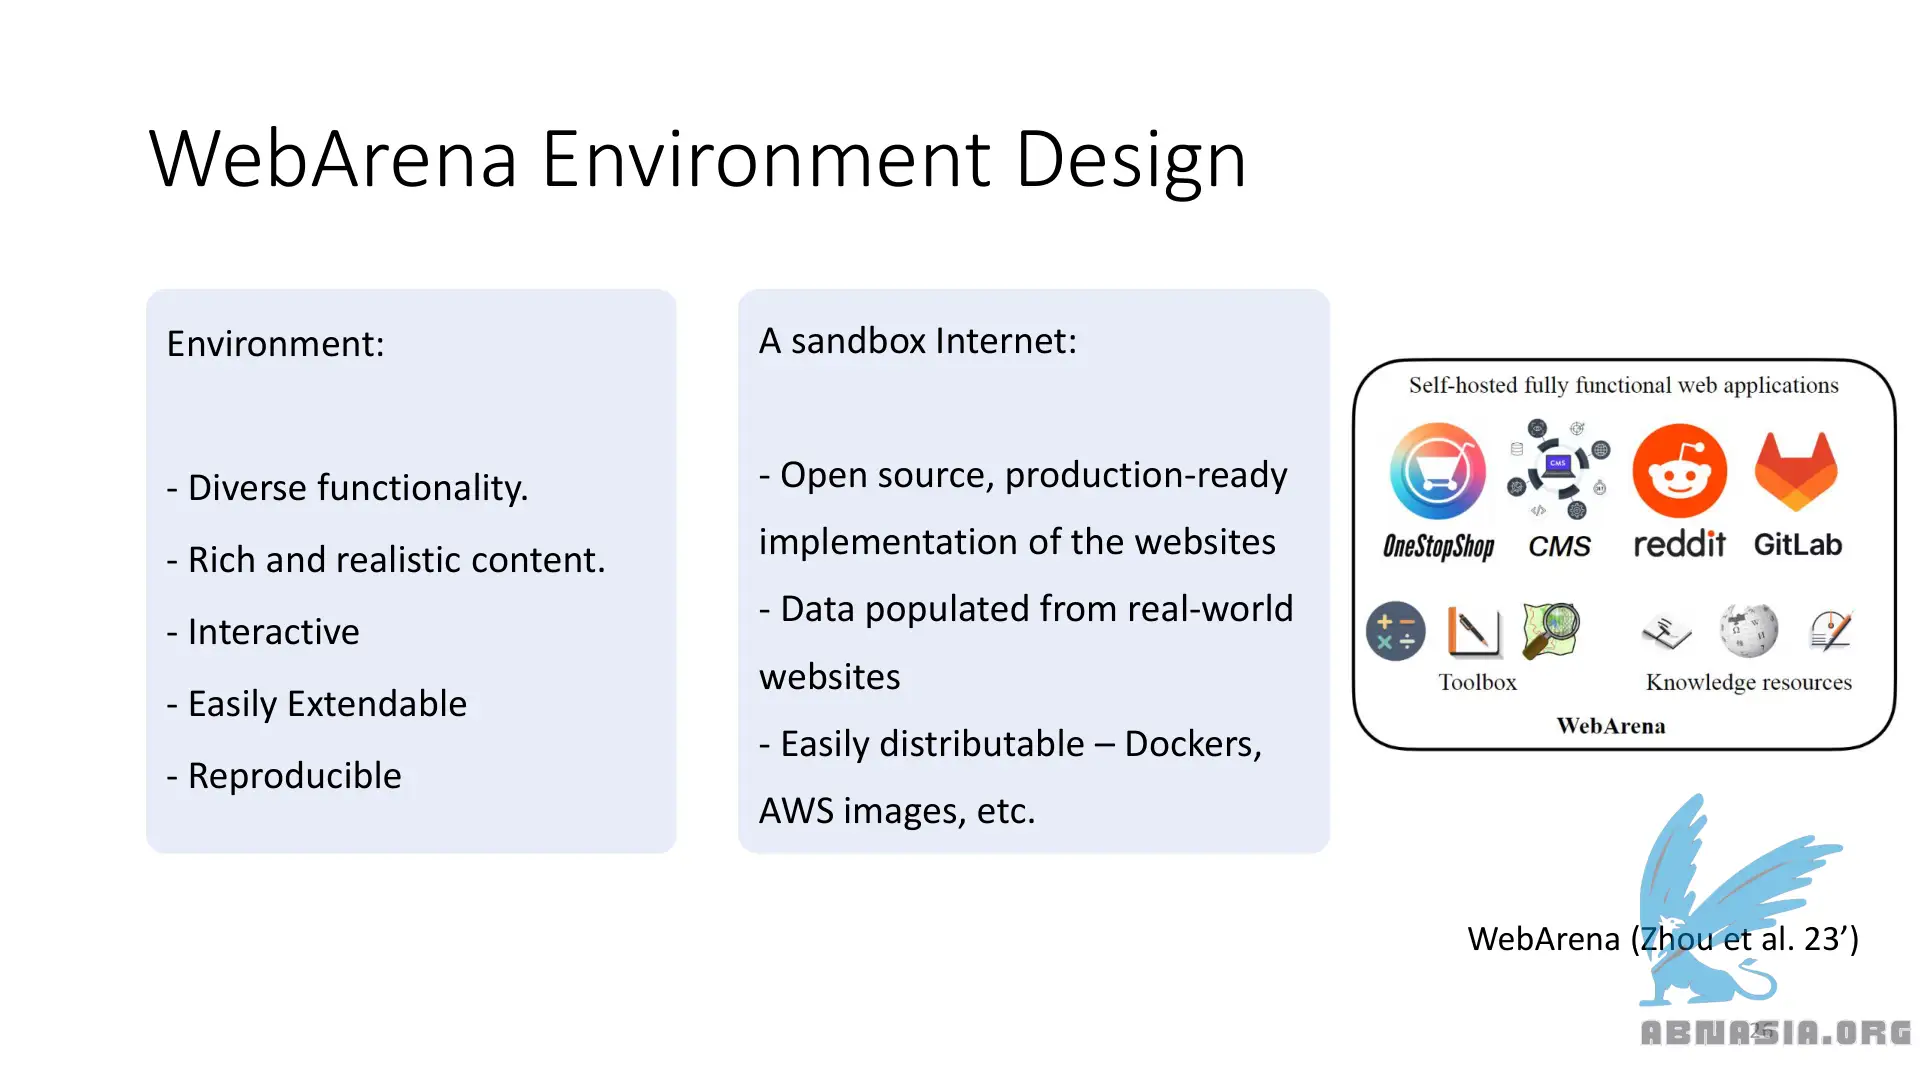 WebArena Environment Design
Environment:
- Diverse functionality.
- Rich and realistic content.
- Interactive
- Easily Extendable
- Reproducible
A sandbox Internet:
- Open source, production-ready
implementation of the websites
- Data populated from real-world
websites
- Easily distributable – Dockers,
AWS images, etc.
Self-hosted fully functional web applications
CMS
OneStopShop CMS reddit GitLab
Toolbox Knowledge resources
WebArena
WebArena (Zhou et al. 23’)
26
ABNASIA.ORG